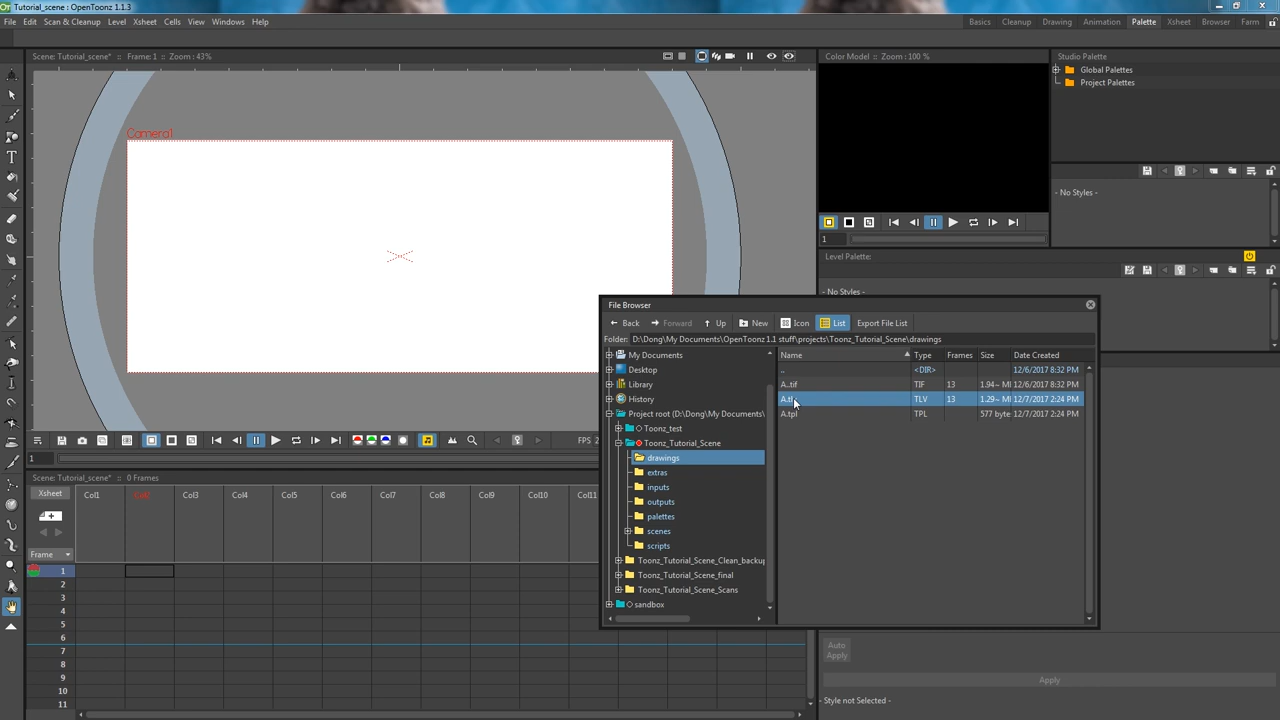 Tutorial_scene : OpenToonz 1.1.3
File Edit Scan & Cleanup Level Xsheet Cells View Windows Help
Basics Cleanup Drawing Animation Palette Xsheet Browser Farm
Scene: Tutorial_scene* :: Frame: 1 :: Zoom : 43%
Color Model :: Zoom : 100 %
Studio Palette
Global Palettes
Project Palettes
Camera1
- No Styles -
1
Level Palette:
- No Styles -
File Browser
Back Forward Up New Icon List Export File List
Folder: D:\Dong\My Documents\OpenToonz 1.1 stuff\projects\Toonz_Tutorial_Scene\drawings
My Documents
Desktop
Library
History
Project root (D:\Dong\My Documents\
Toonz_test
Toonz_Tutorial_Scene
drawings
extras
inputs
outputs
palettes
scenes
scripts
Toonz_Tutorial_Scene_Clean_backup
Toonz_Tutorial_Scene_final
Toonz_Tutorial_Scene_Scans
sandbox
Name Type Frames Size Date Created
.. <DIR> 12/6/2017 8:32 PM
A..tif TIF 13 1.94~ M 12/6/2017 8:32 PM
TLV 13 1.29~ M 12/7/2017 2:24 PM
A.tpl TPL 577 byte 12/7/2017 2:24 PM
FPS 2
1
Scene: Tutorial_scene* :: 0 Frames
Xsheet
Col1 Col2 Col3 Col4 Col5 Col6 Col7 Col8 Col9 Col10 Col11
Frame
1
2
3
4
5
6
7
8
9
10
11
Auto
Apply
Apply
- Style not Selected -